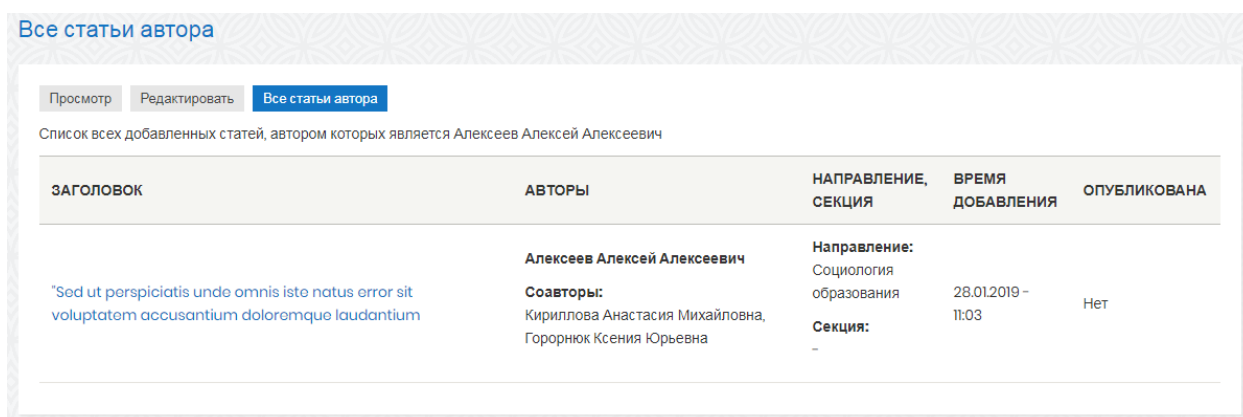 Все статьи автора
Просмотр Редактировать Все статьи автора
Список всех добавленных статей, автором которых является Алексеев Алексей Алексеевич
ЗАГОЛОВОК
АВТОРЫ
НАПРАВЛЕНИЕ,
СЕКЦИЯ
ВРЕМЯ
ДОБАВЛЕНИЯ
ОПУБЛИКОВАНА
"Sed ut perspiciatis unde omnis iste natus error sit
voluptatem accusantium doloremque laudantium
Алексеев Алексей Алексеевич
Соавторы:
Кириллова Анастасия Михайловна,
Горорнюк Ксения Юрьевна
Направление:
Социология
образования
Секция:
–
28.01.2019 –
11:03
Нет